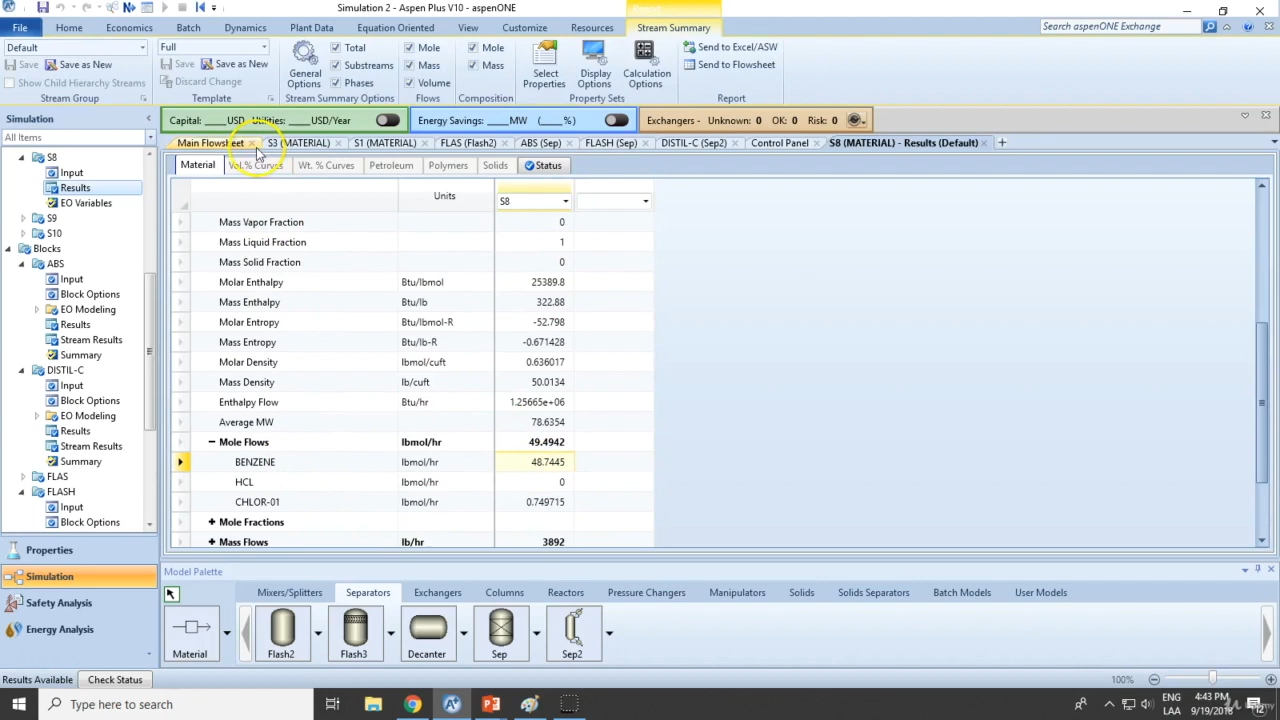 Simulation 2 - Aspen Plus V10 - aspenONE
File Home Economics Batch Dynamics Plant Data Equation Oriented View Customize Resources Stream Summary Search aspenONE Exchange
Default Full Total Mole Mole Send to Excel/ASW
Save Save as New Save Save as New Substreams Mass Mass Send to Flowsheet
Show Child Hierarchy Streams Discard Change General Options Phases Volume Select Properties Display Options Calculation Options
Stream Group Template Stream Summary Options Flows Composition Property Sets Report
Simulation Capital: ____USD Utilities: ____USD/Year Energy Savings: ____MW (____%) Exchangers - Unknown: 0 OK: 0 Risk: 0
All Items Main Flowsheet S3 (MATERIAL) S1 (MATERIAL) FLAS (Flash2) ABS (Sep) FLASH (Sep) DISTIL-C (Sep2) Control Panel S8 (MATERIAL) - Results (Default)
Material Vol.% Curves Wt. % Curves Petroleum Polymers Solids Status
S8
Input
Results
EO Variables
S9
S10
Blocks
ABS
Input
Block Options
EO Modeling
Results
Stream Results
Summary
DISTIL-C
Input
Block Options
EO Modeling
Results
Stream Results
Summary
FLAS
FLASH
Input
Block Options
Properties
Simulation
Safety Analysis
Energy Analysis
Units S8
Mass Vapor Fraction 0
Mass Liquid Fraction 1
Mass Solid Fraction 0
Molar Enthalpy Btu/lbmol 25389.8
Mass Enthalpy Btu/lb 322.88
Molar Entropy Btu/lbmol-R -52.798
Mass Entropy Btu/lb-R -0.671428
Molar Density lbmol/cuft 0.636017
Mass Density lb/cuft 50.0134
Enthalpy Flow Btu/hr 1.25665e+06
Average MW 78.6354
Mole Flows lbmol/hr 49.4942
BENZENE lbmol/hr 48.7445
HCL lbmol/hr 0
CHLOR-01 lbmol/hr 0.749715
Mole Fractions
Mass Flows lb/hr 3892
Model Palette
Mixers/Splitters Separators Exchangers Columns Reactors Pressure Changers Manipulators Solids Solids Separators Batch Models User Models
Material Flash2 Flash3 Decanter Sep Sep2
Results Available Check Status 100%
Type here to search ENG 4:43 PM
LAA